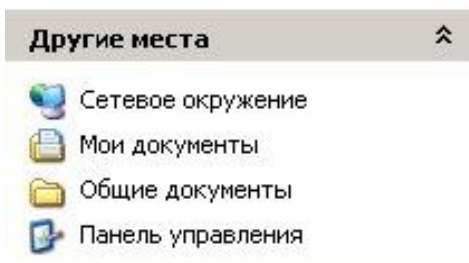 Другие места
Сетевое окружение
Мои документы
Общие документы
Панель управления